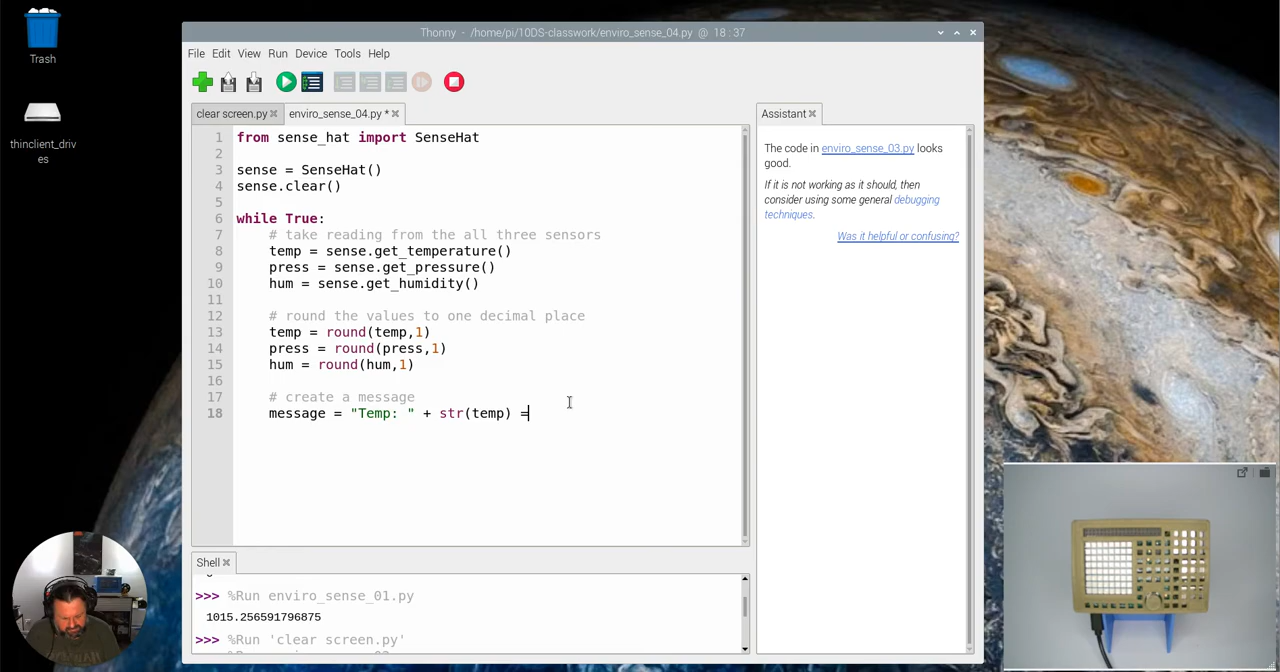 Trash
thinclient_driv
es
Thonny - /home/pi/10DS-classwork/enviro_sense_04.py @ 18 : 37
File Edit View Run Device Tools Help
clear screen.py
enviro_sense_04.py *
1 from sense_hat import SenseHat
2
3 sense = SenseHat()
4 sense.clear()
5
6 while True:
7 # take reading from the all three sensors
8 temp = sense.get_temperature()
9 press = sense.get_pressure()
10 hum = sense.get_humidity()
11
12 # round the values to one decimal place
13 temp = round(temp,1)
14 press = round(press,1)
15 hum = round(hum,1)
16
17 # create a message
18 message = "Temp: " + str(temp) =
Assistant
The code in enviro_sense_03.py looks
good.
If it is not working as it should, then
consider using some general debugging
techniques.
Was it helpful or confusing?
Shell
>>> %Run enviro_sense_01.py
1015.256591796875
>>> %Run 'clear screen.py'